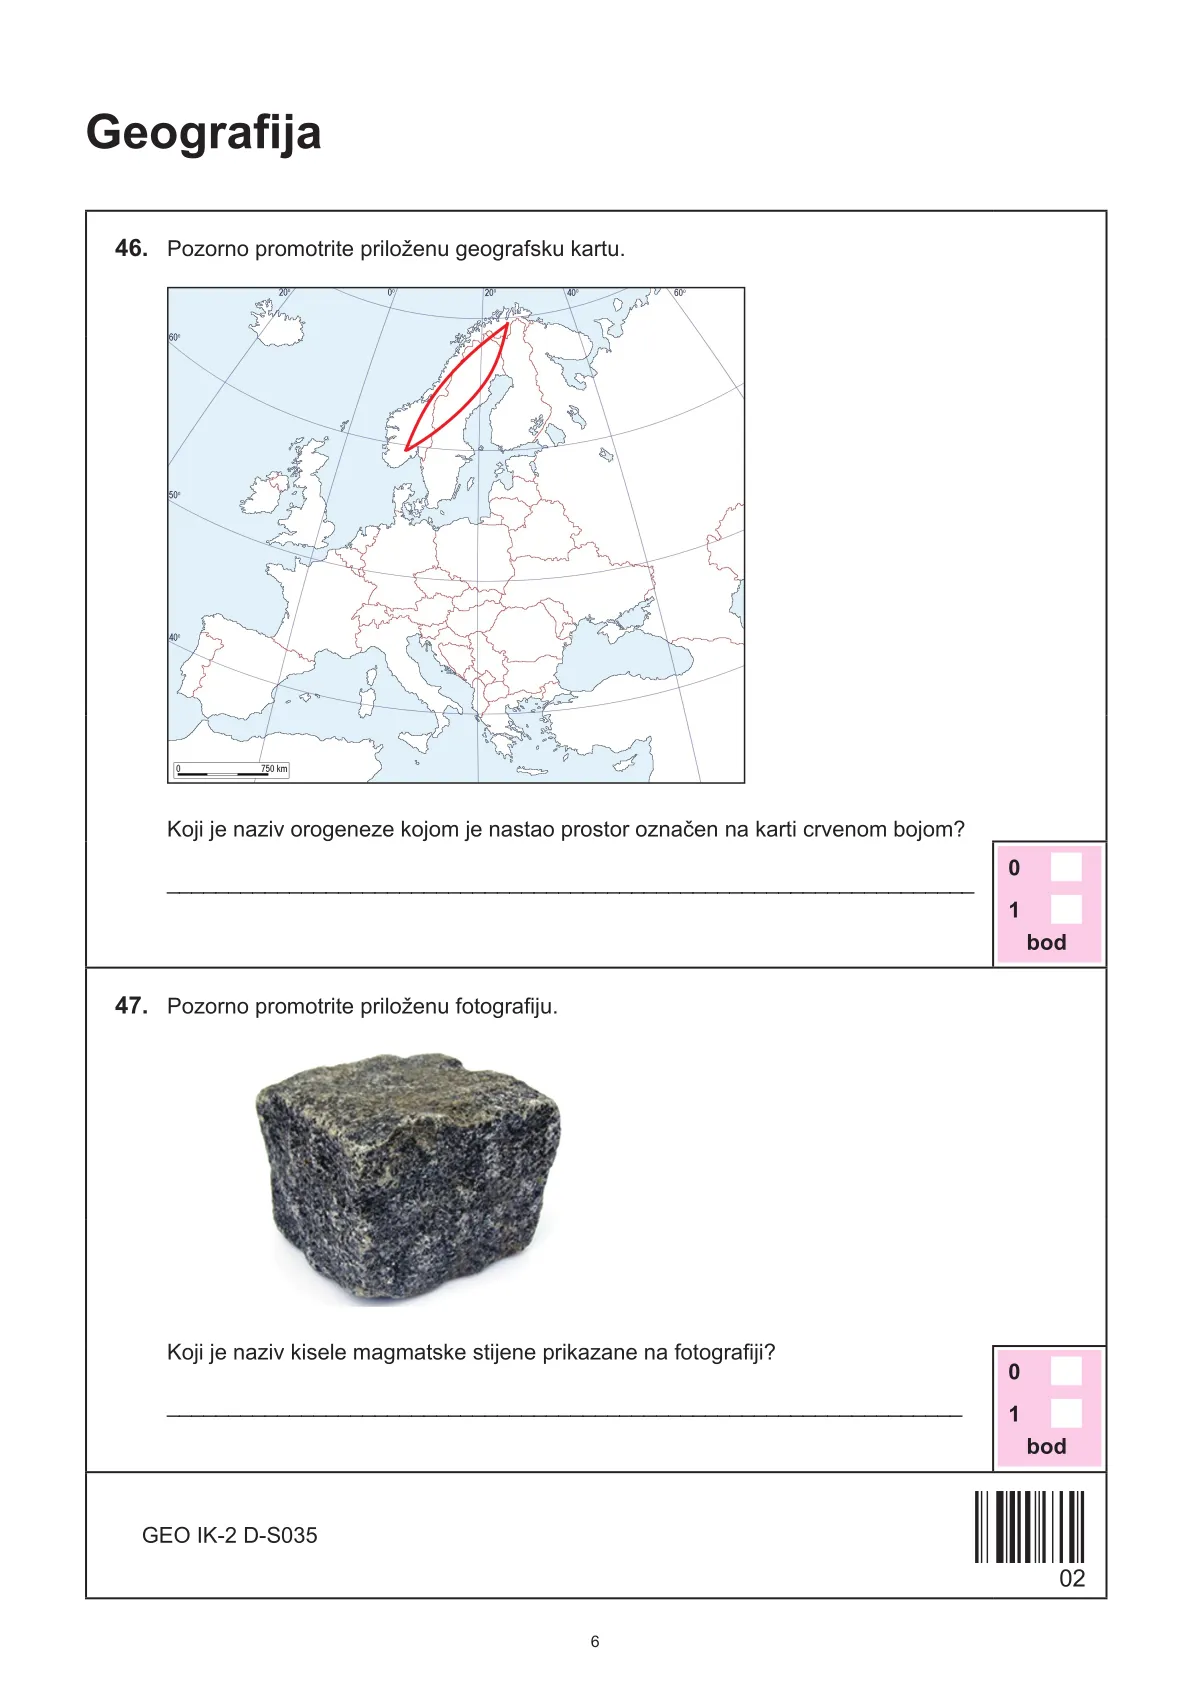 Geografija
46. Pozorno promotrite priloženu geografsku kartu.
20° 0° 20° 40° 60°
60°
50°
40°
0 750 km
Koji je naziv orogeneze kojom je nastao prostor označen na karti crvenom bojom?
0
1
bod
47. Pozorno promotrite priloženu fotografiju.
Koji je naziv kisele magmatske stijene prikazane na fotografiji?
0
1
bod
GEO IK-2 D-S035
02
6